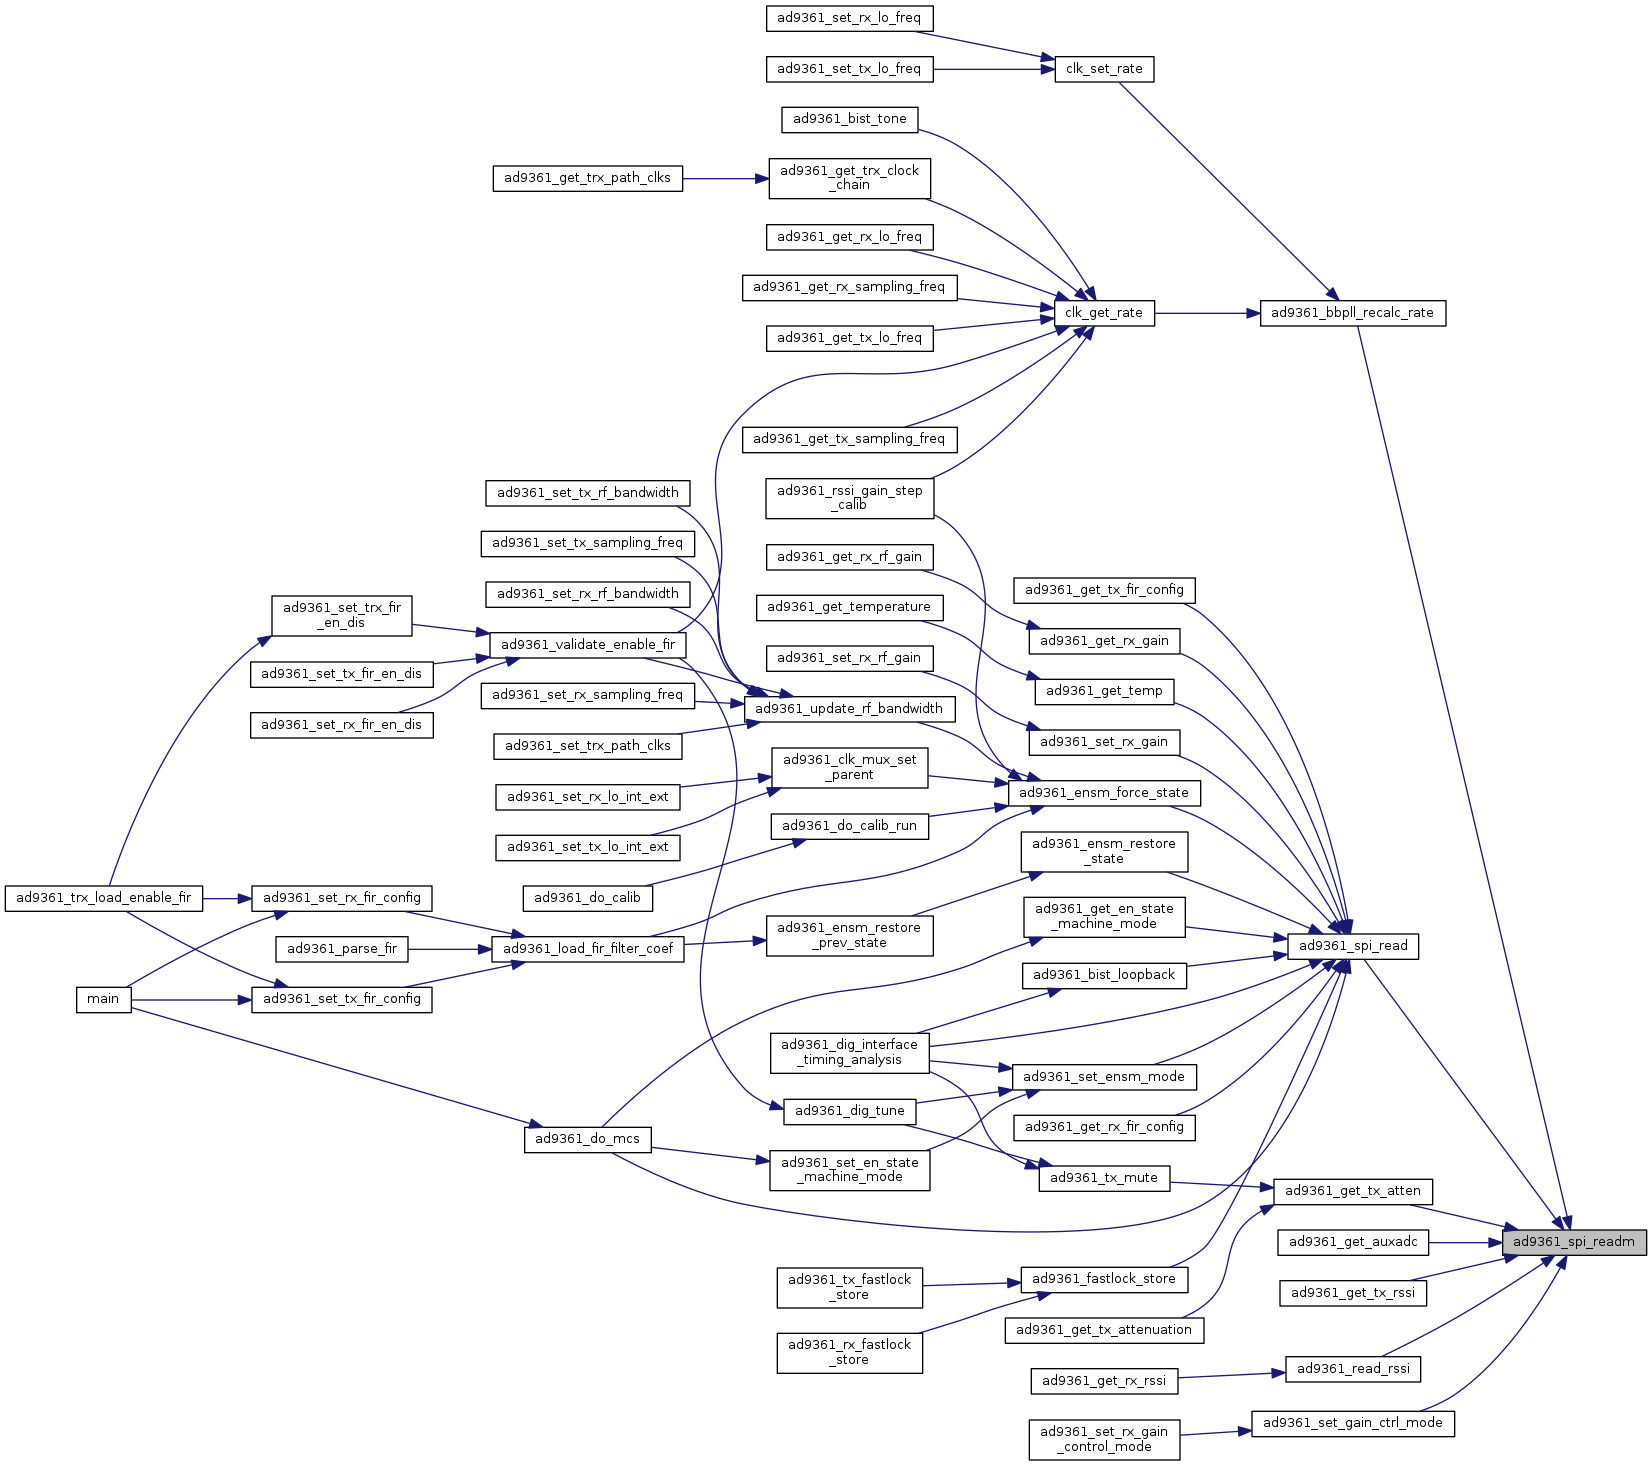 ad9361_set_rx_lo_freq
ad9361_set_tx_lo_freq
clk_set_rate
ad9361_bist_tone
ad9361_get_trx_path_clks
ad9361_get_trx_clock
_chain
ad9361_get_rx_lo_freq
ad9361_get_rx_sampling_freq
clk_get_rate
ad9361_bbpll_recalc_rate
ad9361_get_tx_lo_freq
ad9361_get_tx_sampling_freq
ad9361_set_tx_rf_bandwidth
ad9361_rssi_gain_step
_calib
ad9361_set_tx_sampling_freq
ad9361_get_rx_rf_gain
ad9361_set_rx_rf_bandwidth
ad9361_get_tx_fir_config
ad9361_get_temperature
ad9361_set_trx_fir
_en_dis
ad9361_validate_enable_fir
ad9361_get_rx_gain
ad9361_set_rx_rf_gain
ad9361_set_tx_fir_en_dis
ad9361_set_rx_sampling_freq
ad9361_get_temp
ad9361_update_rf_bandwidth
ad9361_set_rx_fir_en_dis
ad9361_set_trx_path_clks
ad9361_set_rx_gain
ad9361_clk_mux_set
_parent
ad9361_set_rx_lo_int_ext
ad9361_ensm_force_state
ad9361_do_calib_run
ad9361_set_tx_lo_int_ext
ad9361_ensm_restore
_state
ad9361_trx_load_enable_fir
ad9361_set_rx_fir_config
ad9361_do_calib
ad9361_get_en_state
_machine_mode
ad9361_parse_fir
ad9361_load_fir_filter_coef
ad9361_ensm_restore
_prev_state
ad9361_spi_read
ad9361_bist_loopback
main
ad9361_set_tx_fir_config
ad9361_dig_interface
_timing_analysis
ad9361_set_ensm_mode
ad9361_dig_tune
ad9361_get_rx_fir_config
ad9361_do_mcs
ad9361_set_en_state
_machine_mode
ad9361_tx_mute
ad9361_get_tx_atten
ad9361_get_auxadc
ad9361_spi_readm
ad9361_tx_fastlock
_store
ad9361_fastlock_store
ad9361_get_tx_rssi
ad9361_get_tx_attenuation
ad9361_rx_fastlock
_store
ad9361_get_rx_rssi
ad9361_read_rssi
ad9361_set_rx_gain
_control_mode
ad9361_set_gain_ctrl_mode